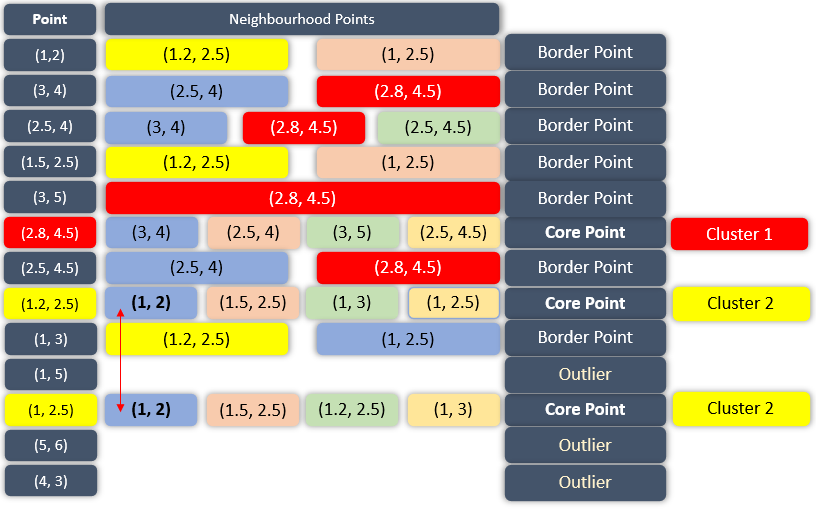 Point Neighbourhood Points
(1,2) (1.2, 2.5) (1, 2.5) Border Point
(3, 4) (2.5, 4) (2.8, 4.5) Border Point
(2.5, 4) (3, 4) (2.8, 4.5) (2.5, 4.5) Border Point
(1.5, 2.5) (1.2, 2.5) (1, 2.5) Border Point
(3, 5) (2.8, 4.5) Border Point
(2.8, 4.5) (3, 4) (2.5, 4) (3, 5) (2.5, 4.5) Core Point Cluster 1
(2.5, 4.5) (2.5, 4) (2.8, 4.5) Border Point
(1.2, 2.5) (1, 2) (1.5, 2.5) (1, 3) (1, 2.5) Core Point Cluster 2
(1, 3) (1.2, 2.5) (1, 2.5) Border Point
(1, 5) Outlier
(1, 2.5) (1, 2) (1.5, 2.5) (1.2, 2.5) (1, 3) Core Point Cluster 2
(5, 6) Outlier
(4, 3) Outlier